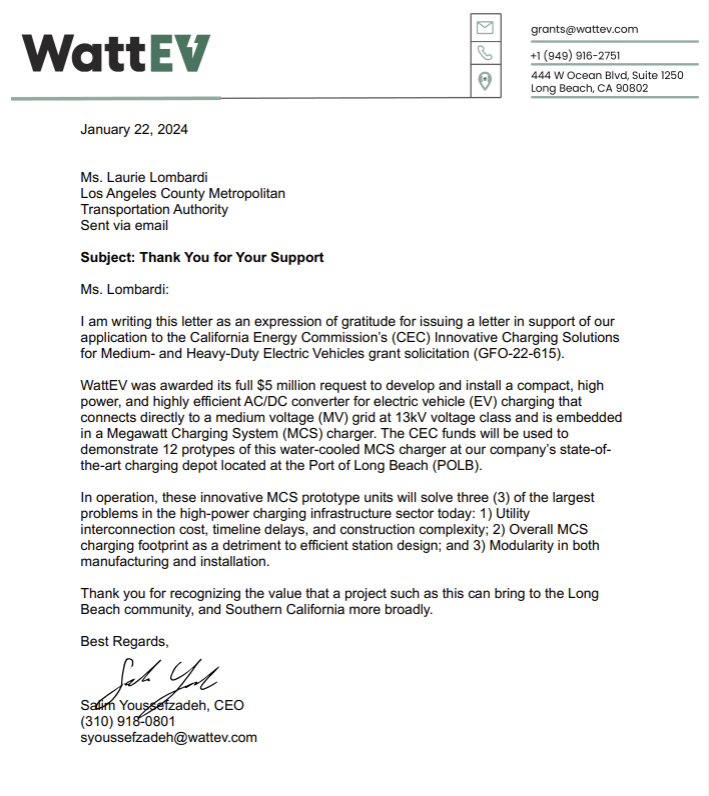 WattEV
grants@wattev.com
+1 (949) 916-2751
444 W Ocean Blvd, Suite 1250
Long Beach, CA 90802
January 22, 2024
Ms. Laurie Lombardi
Los Angeles County Metropolitan
Transportation Authority
Sent via email
Subject: Thank You for Your Support
Ms. Lombardi:
I am writing this letter as an expression of gratitude for issuing a letter in support of our
application to the California Energy Commission's (CEC) Innovative Charging Solutions
for Medium- and Heavy-Duty Electric Vehicles grant solicitation (GFO-22-615).
WattEV was awarded its full $5 million request to develop and install a compact, high
power, and highly efficient AC/DC converter for electric vehicle (EV) charging that
connects directly to a medium voltage (MV) grid at 13kV voltage class and is embedded
in a Megawatt Charging System (MCS) charger. The CEC funds will be used to
demonstrate 12 protypes of this water-cooled MCS charger at our company's state-of-
the-art charging depot located at the Port of Long Beach (POLB).
In operation, these innovative MCS prototype units will solve three (3) of the largest
problems in the high-power charging infrastructure sector today: 1) Utility
interconnection cost, timeline delays, and construction complexity; 2) Overall MCS
charging footprint as a detriment to efficient station design; and 3) Modularity in both
manufacturing and installation.
Thank you for recognizing the value that a project such as this can bring to the Long
Beach community, and Southern California more broadly.
Best Regards,
Salim Youssefzadeh, CEO
(310) 918-0801
syoussefzadeh@wattev.com